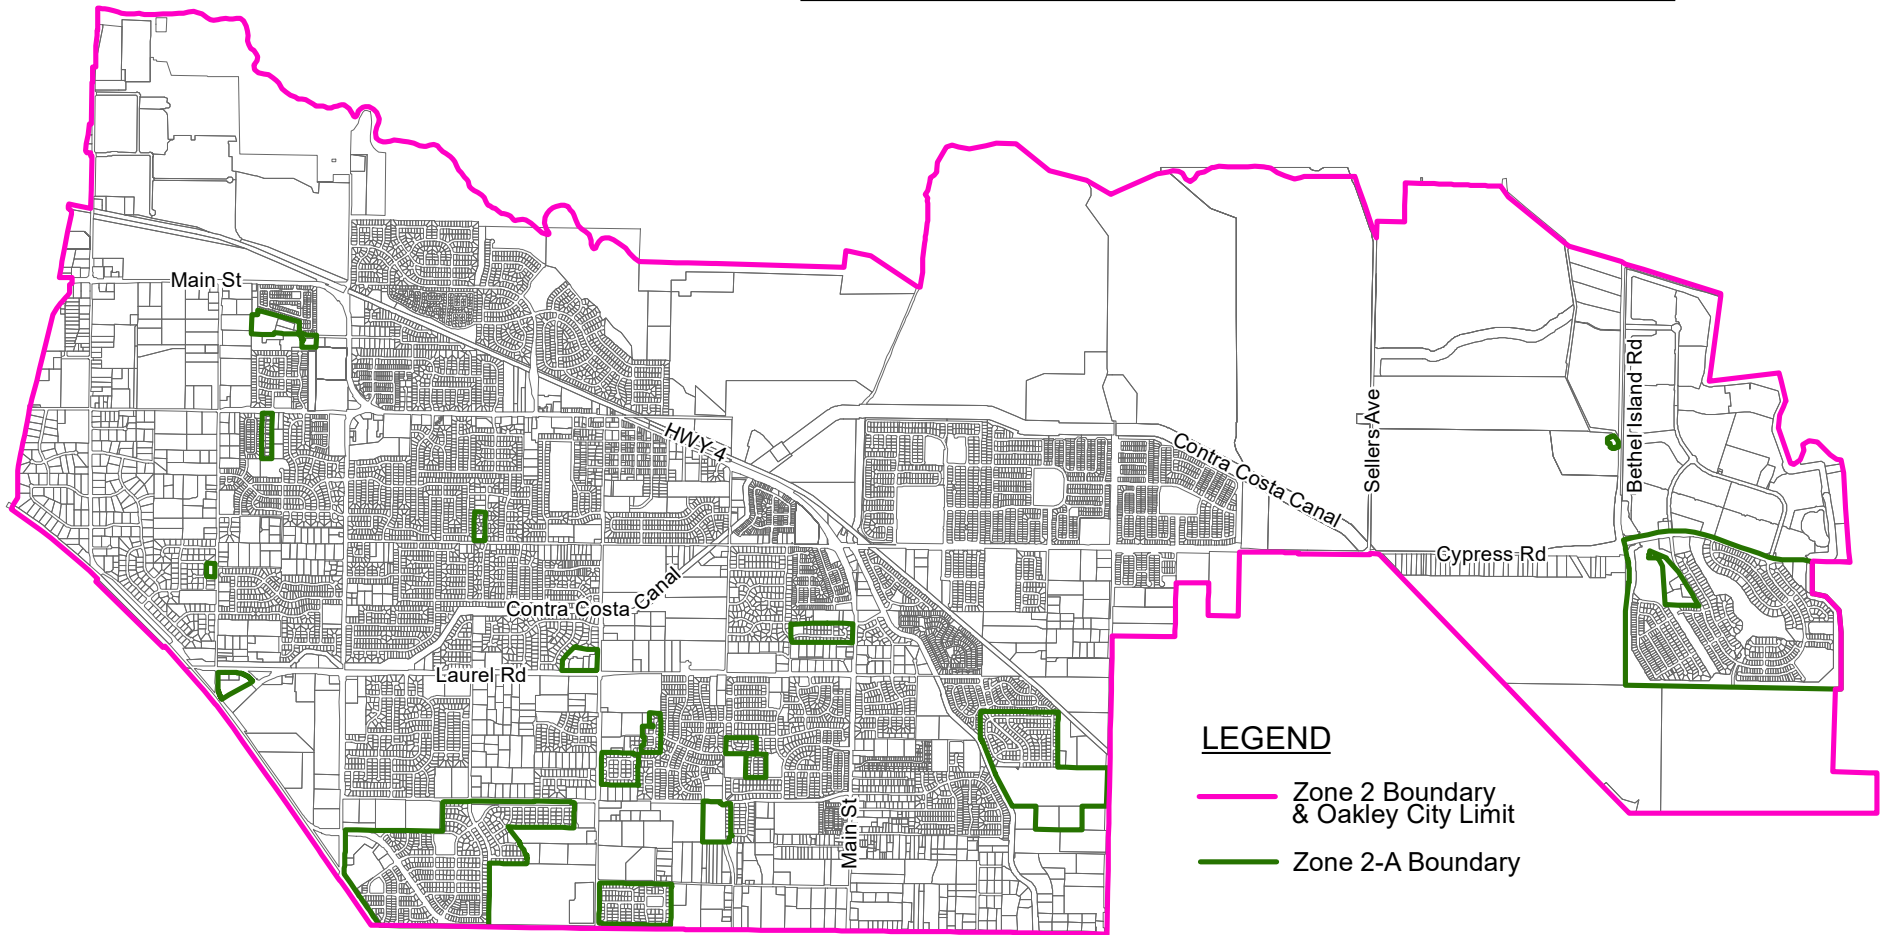 Main St
HWY 4
Contra Costa Canal
Sellers Ave
Bethel Island Rd
Cypress Rd
Contra Costa Canal
Laurel Rd
Main St
LEGEND
Zone 2 Boundary
& Oakley City Limit
Zone 2-A Boundary